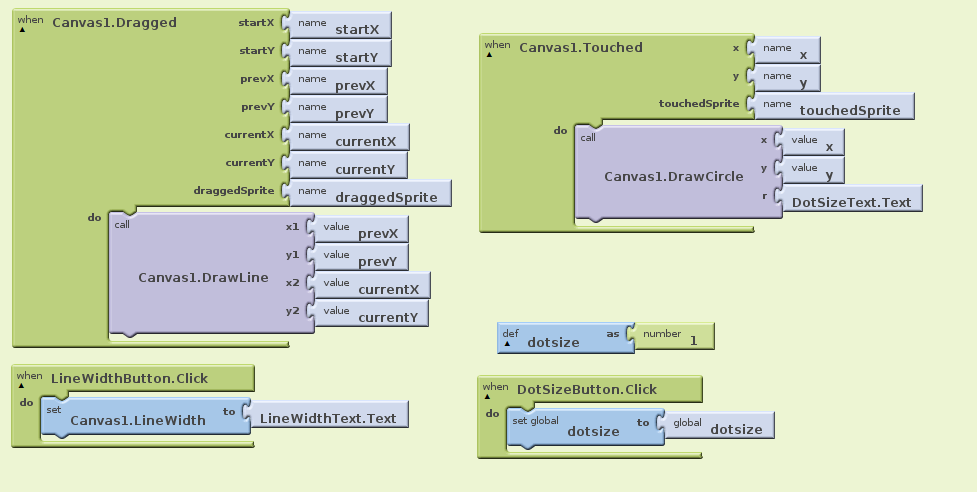 when Canvas1.Dragged startX name startX
startY name startY
prevX name prevX
prevY name prevY
currentX name currentX
currentY name currentY
draggedSprite name draggedSprite
do call Canvas1.DrawLine x1 value prevX
y1 value prevY
x2 value currentX
y2 value currentY
when LineWidthButton.Click
do set Canvas1.LineWidth to LineWidthText.Text
when Canvas1.Touched x name x
y name y
touchedSprite name touchedSprite
do call Canvas1.DrawCircle x value x
y value y
r DotSizeText.Text
def dotsize as number 1
when DotSizeButton.Click
do set global dotsize to global dotsize